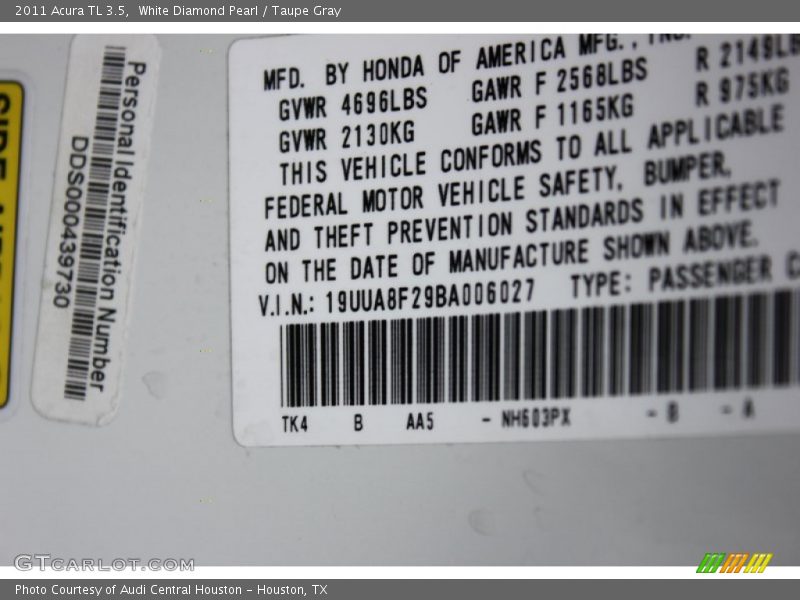 2011 Acura TL 3.5,  White Diamond Pearl / Taupe Gray
SIDE
Personal Identification Number
DDS000439730
MFD. BY HONDA OF AMERICA MFG., INC.
GVWR 4696LBS GAWR F 2568LBS R 2149LB
GVWR 2130KG GAWR F 1165KG R 975KG
THIS VEHICLE CONFORMS TO ALL APPLICABLE
FEDERAL MOTOR VEHICLE SAFETY, BUMPER,
AND THEFT PREVENTION STANDARDS IN EFFECT
ON THE DATE OF MANUFACTURE SHOWN ABOVE.
V.I.N.: 19UUA8F29BA006027 TYPE: PASSENGER C
TK4 B AA5 - NH603PX - B - A
GTCARLOT.COM
Photo Courtesy of Audi Central Houston – Houston, TX